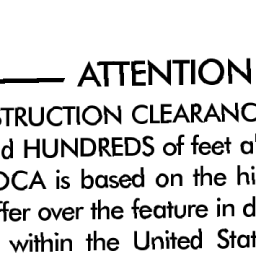 ATTENTION
STRUCTION CLEARANC
d HUNDREDS of feet a
OCA is based on the hi
ffer over the feature in d
within the United Stat